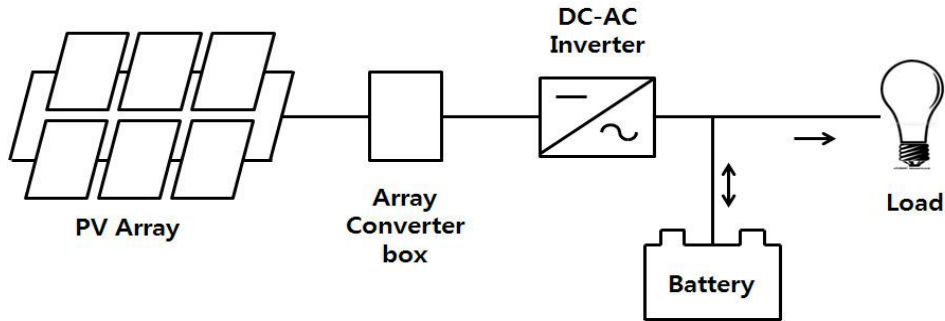 DC-AC
Inverter
PV Array
Array
Converter
box
Battery
Load